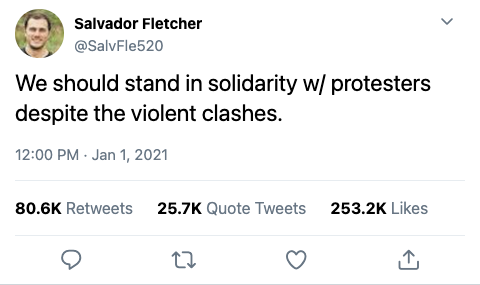 Salvador Fletcher
@SalvFle520
We should stand in solidarity w/ protesters
despite the violent clashes.
12:00 PM · Jan 1, 2021
80.6K Retweets 25.7K Quote Tweets 253.2K Likes